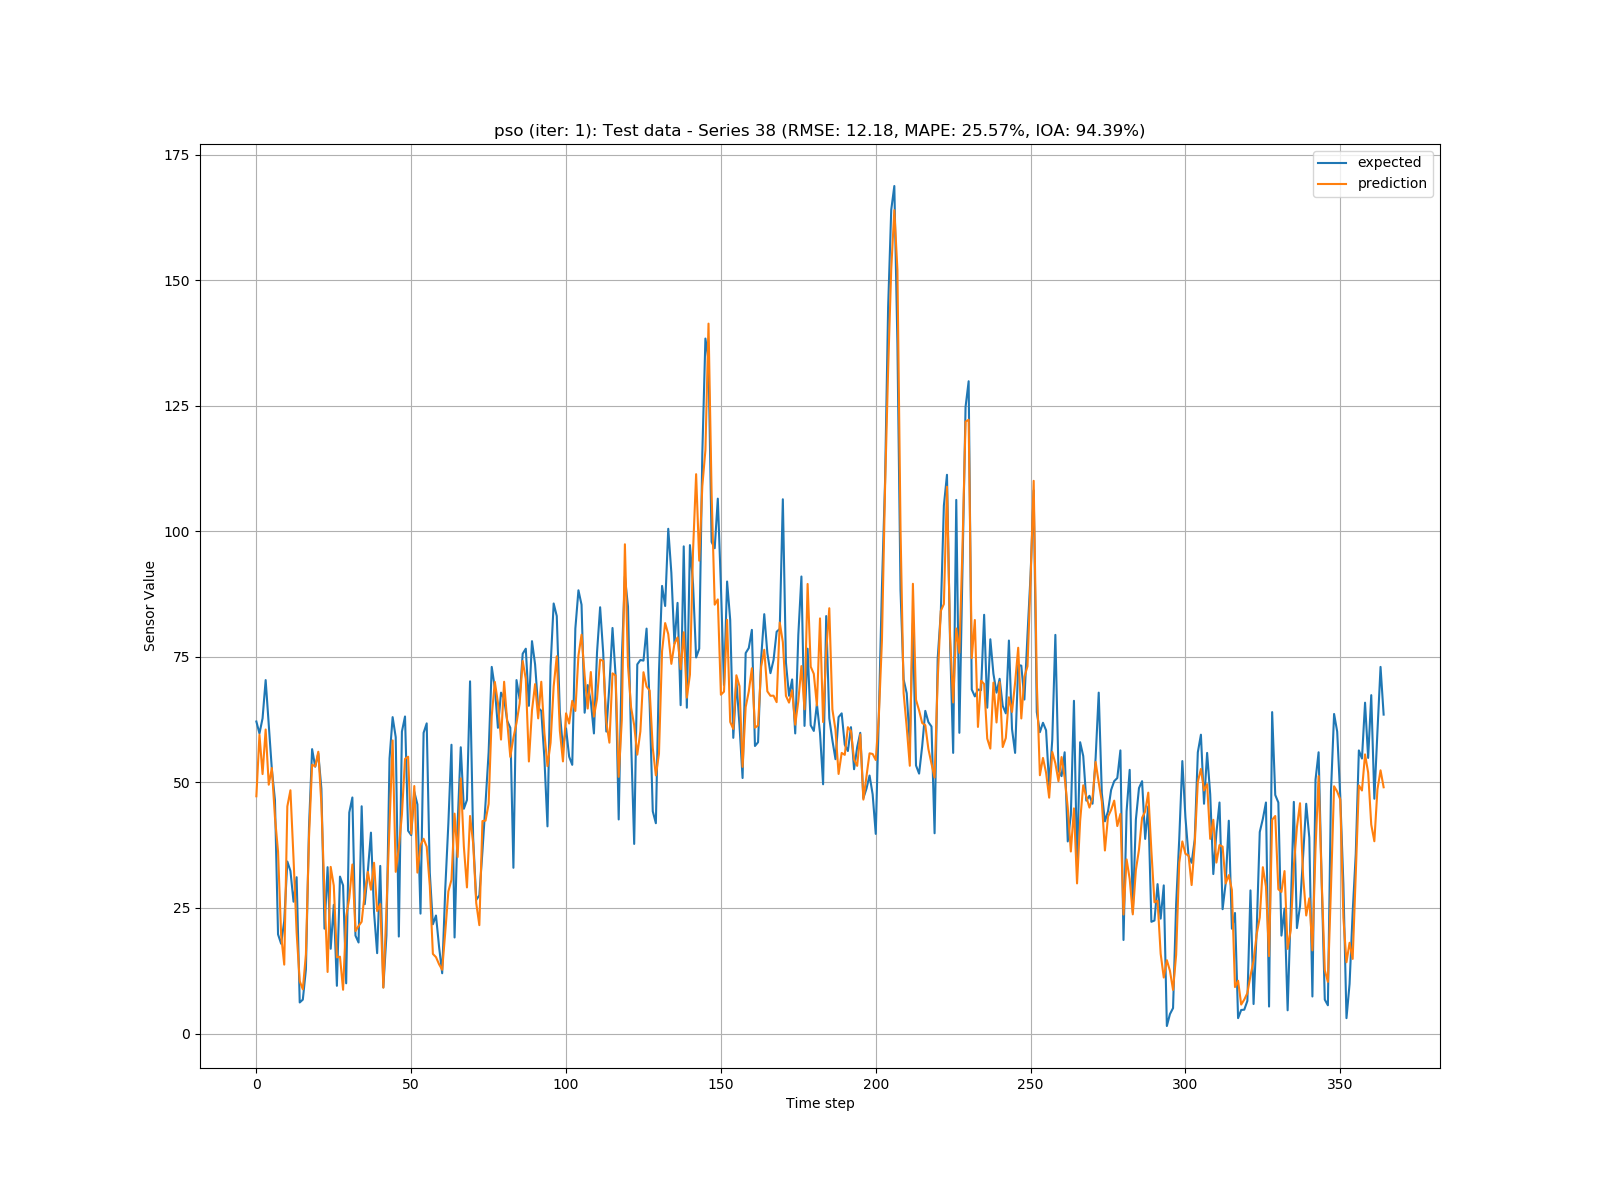 pso (iter: 1): Test data - Series 38 (RMSE: 12.18, MAPE: 25.57%, IOA: 94.39%)
expected
prediction
175
150
125
100
75
50
25
0
Sensor Value
0 50 100 150 200 250 300 350
Time step